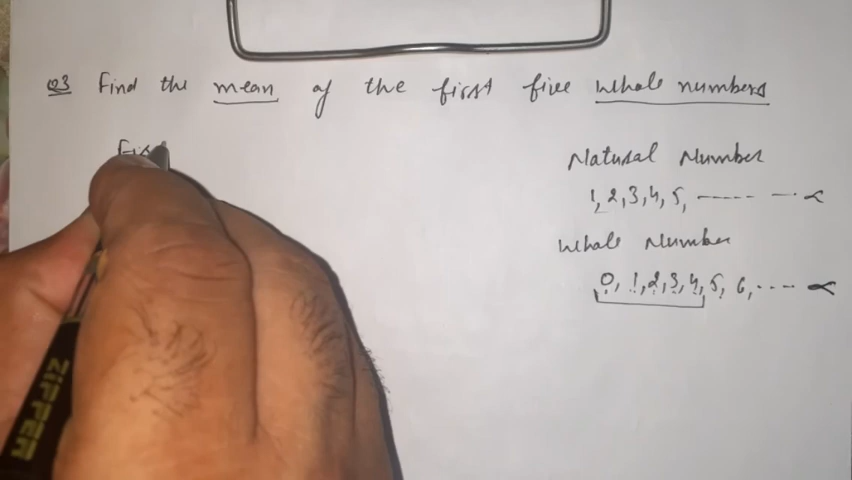 Q3 Find the mean of the first five whole numbers
Firs
Natural Number
1, 2, 3, 4, 5, ------ --- ∝
Whole Number
0, 1, 2, 3, 4, 5, 6, ---- ∝
ZIPPER